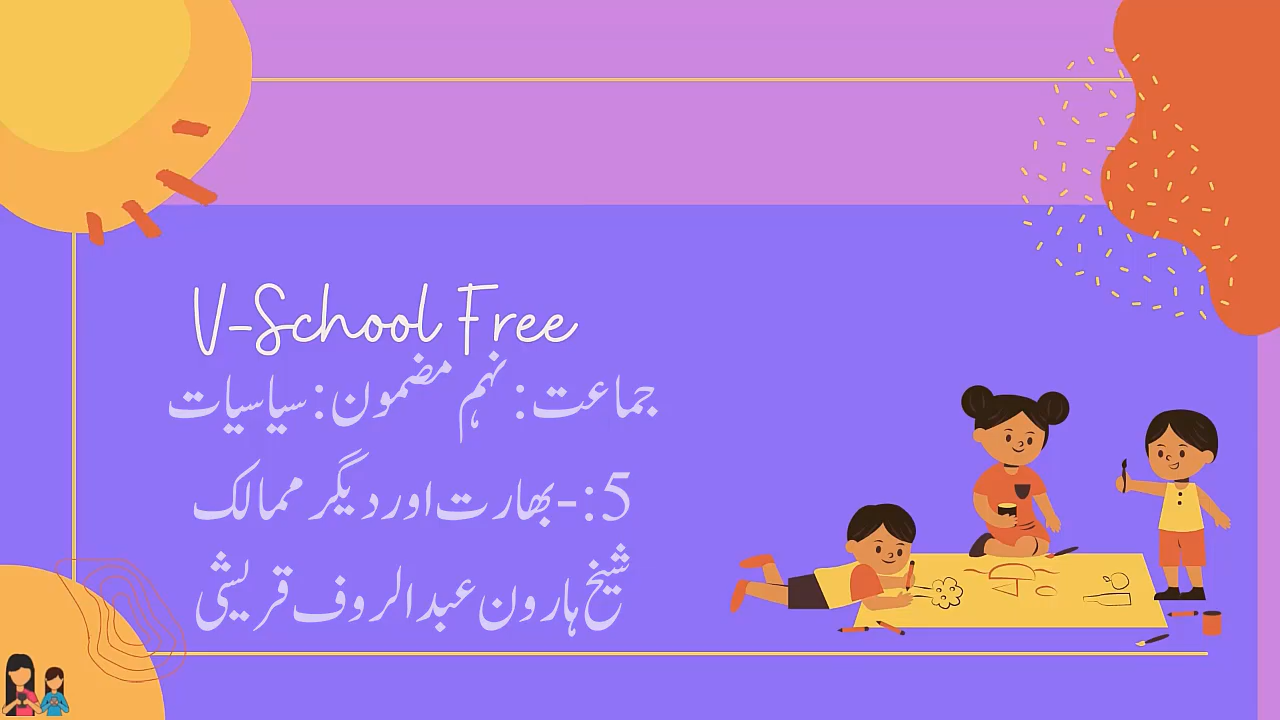 V-School Free
جماعت: نہم مضمون: سیاسیات
5:-بھارت اور دیگر ممالک
شیخ ہارون عبدالروف قریشی